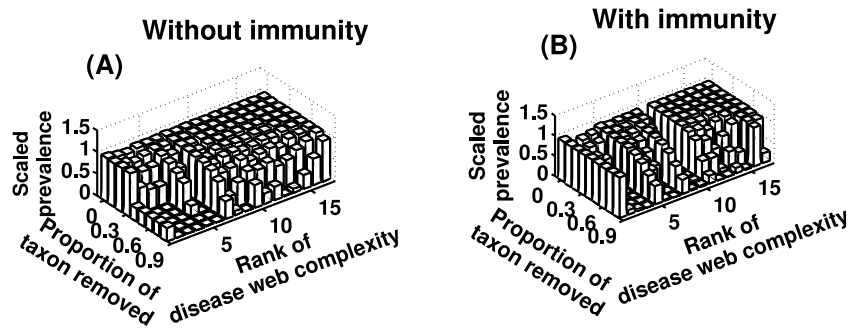 Without immunity
(A)
Scaled
prevalence
1.5
1
0.5
0
0
0.3
0.6
0.9
Proportion of
taxon removed
5
10
15
Rank of
disease web complexity
With immunity
(B)
Scaled
prevalence
1.5
1
0.5
0
0
0.3
0.6
0.9
Proportion of
taxon removed
5
10
15
Rank of
disease web complexity